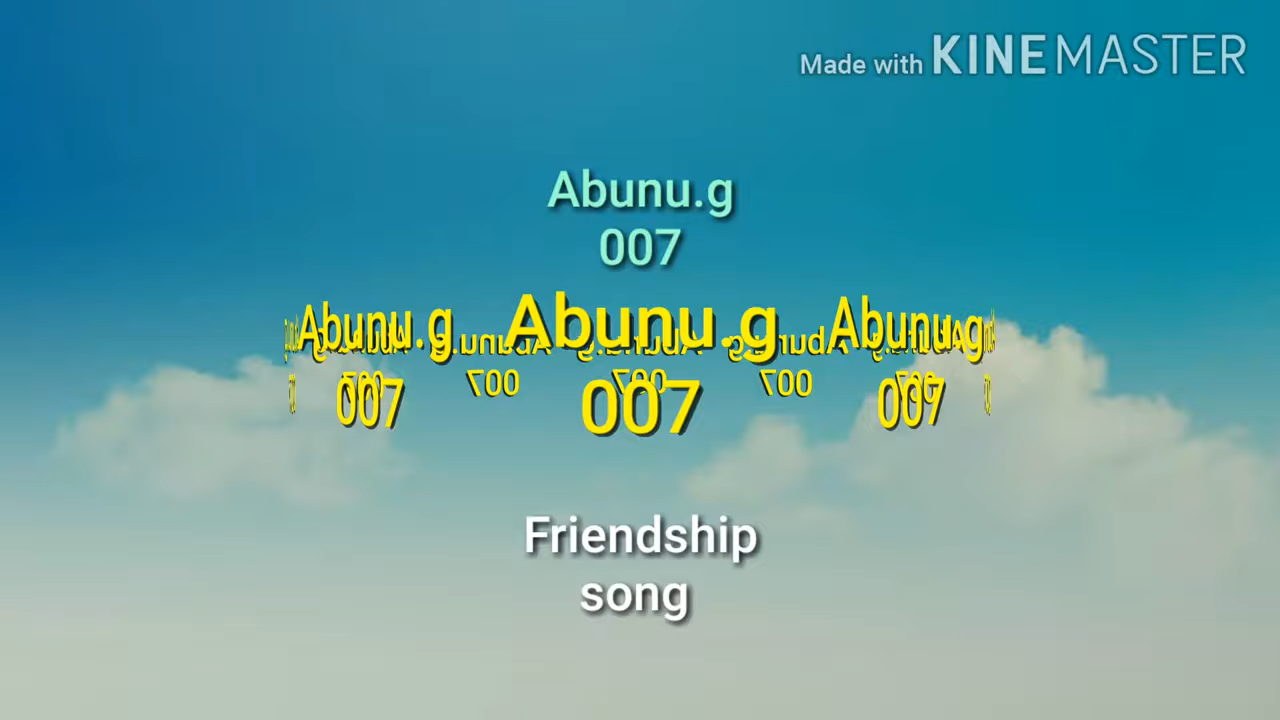 Made with KINEMASTER
Abunu.g
007
Abunu.g Abunu.g Abunu.g
007 007 007
Friendship
song